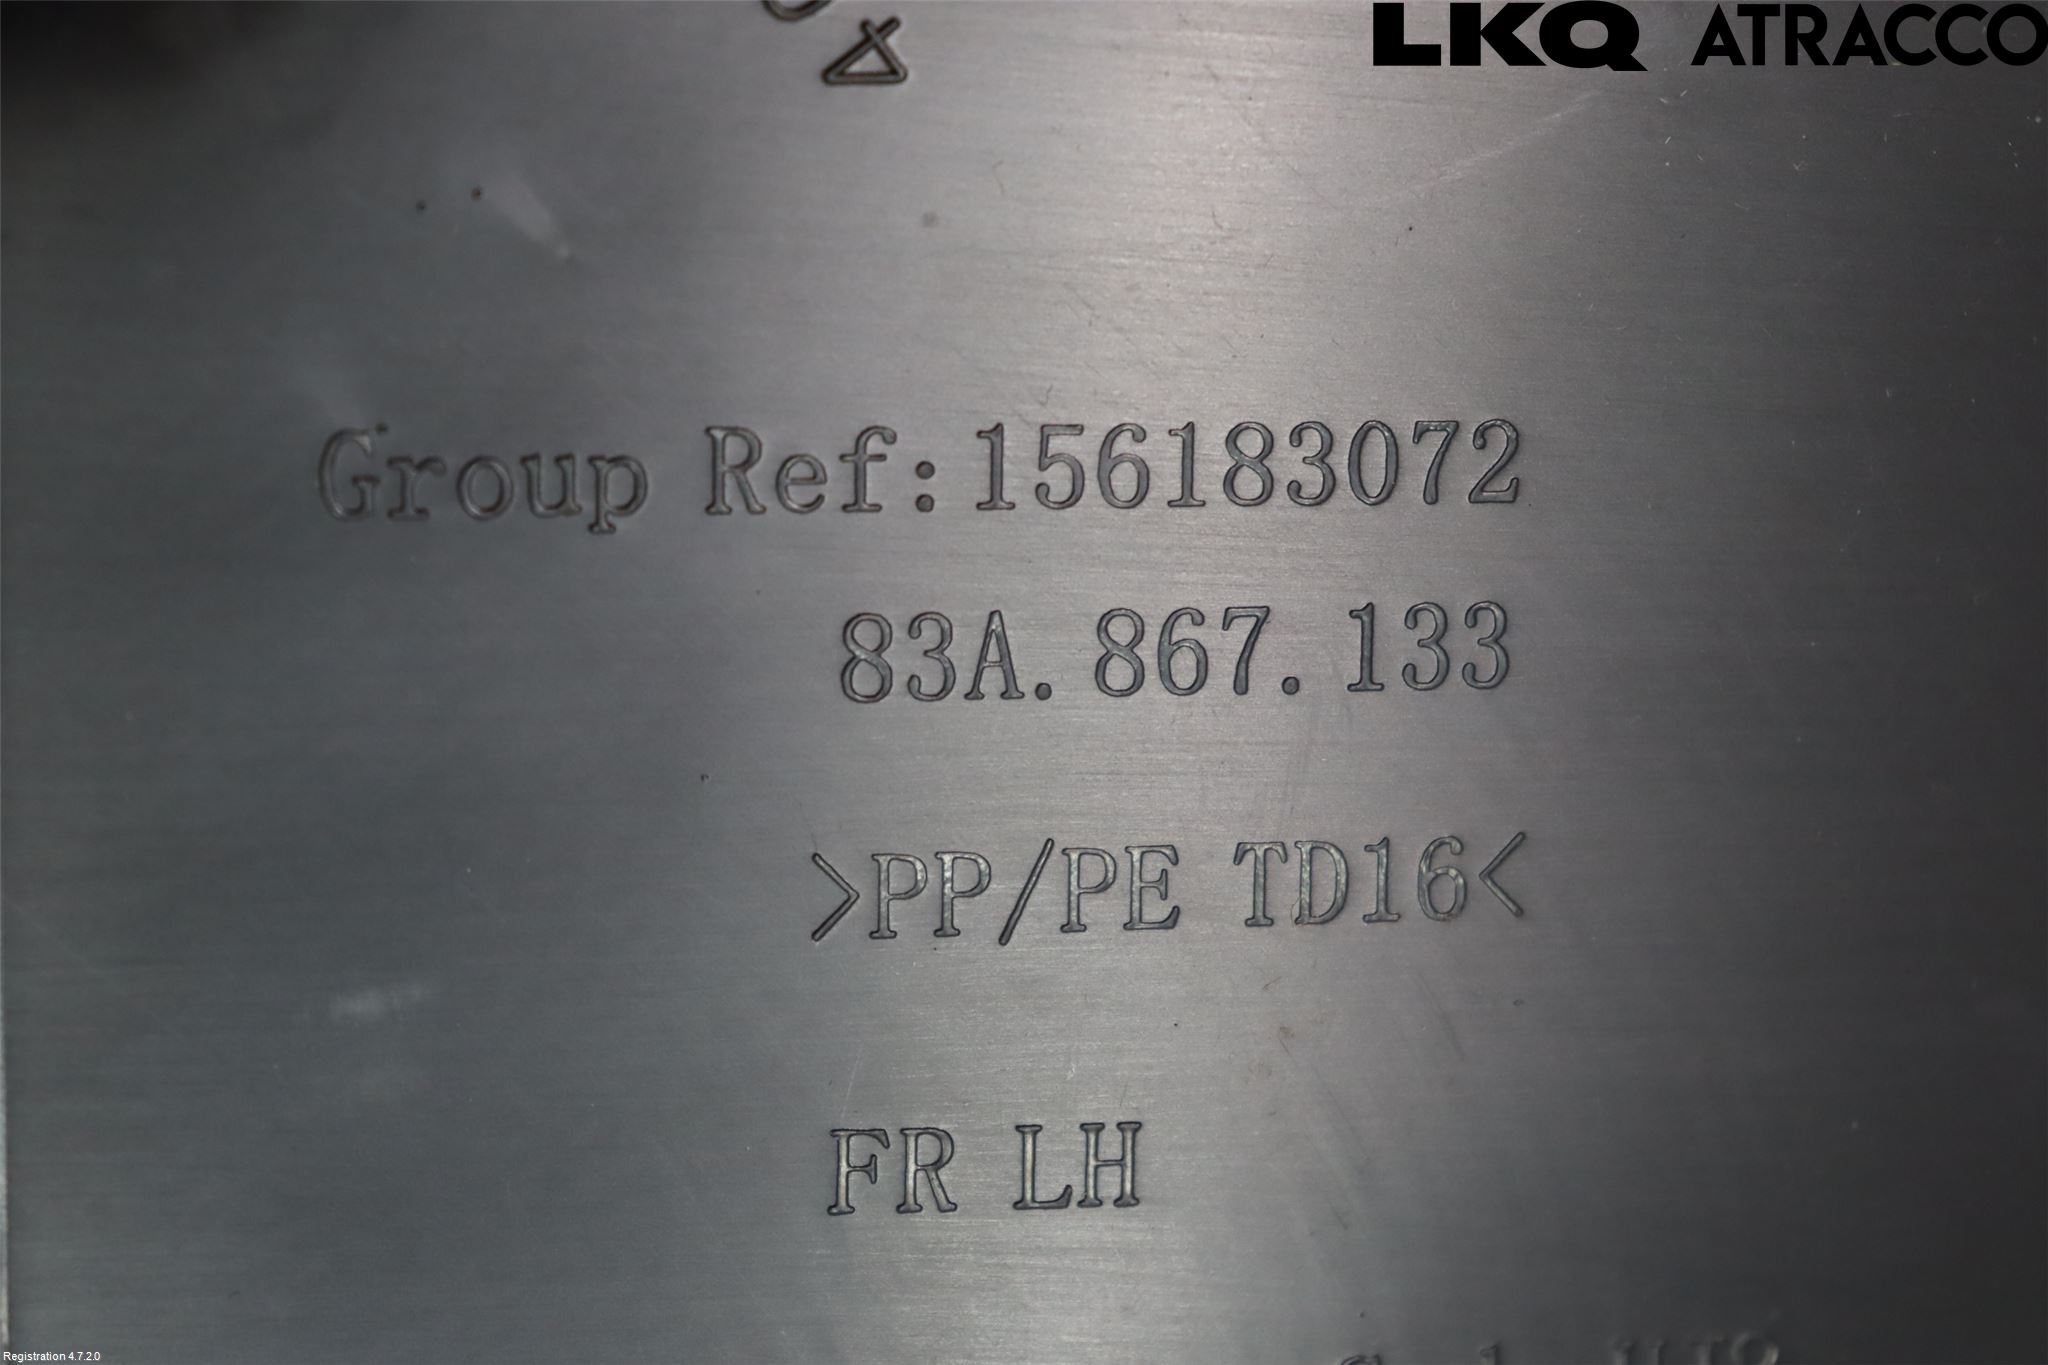 LKQ ATRACCO
Group Ref:156183072
83A.867.133
>PP/PE TD16<
FR LH
Registration 4.7.2.0